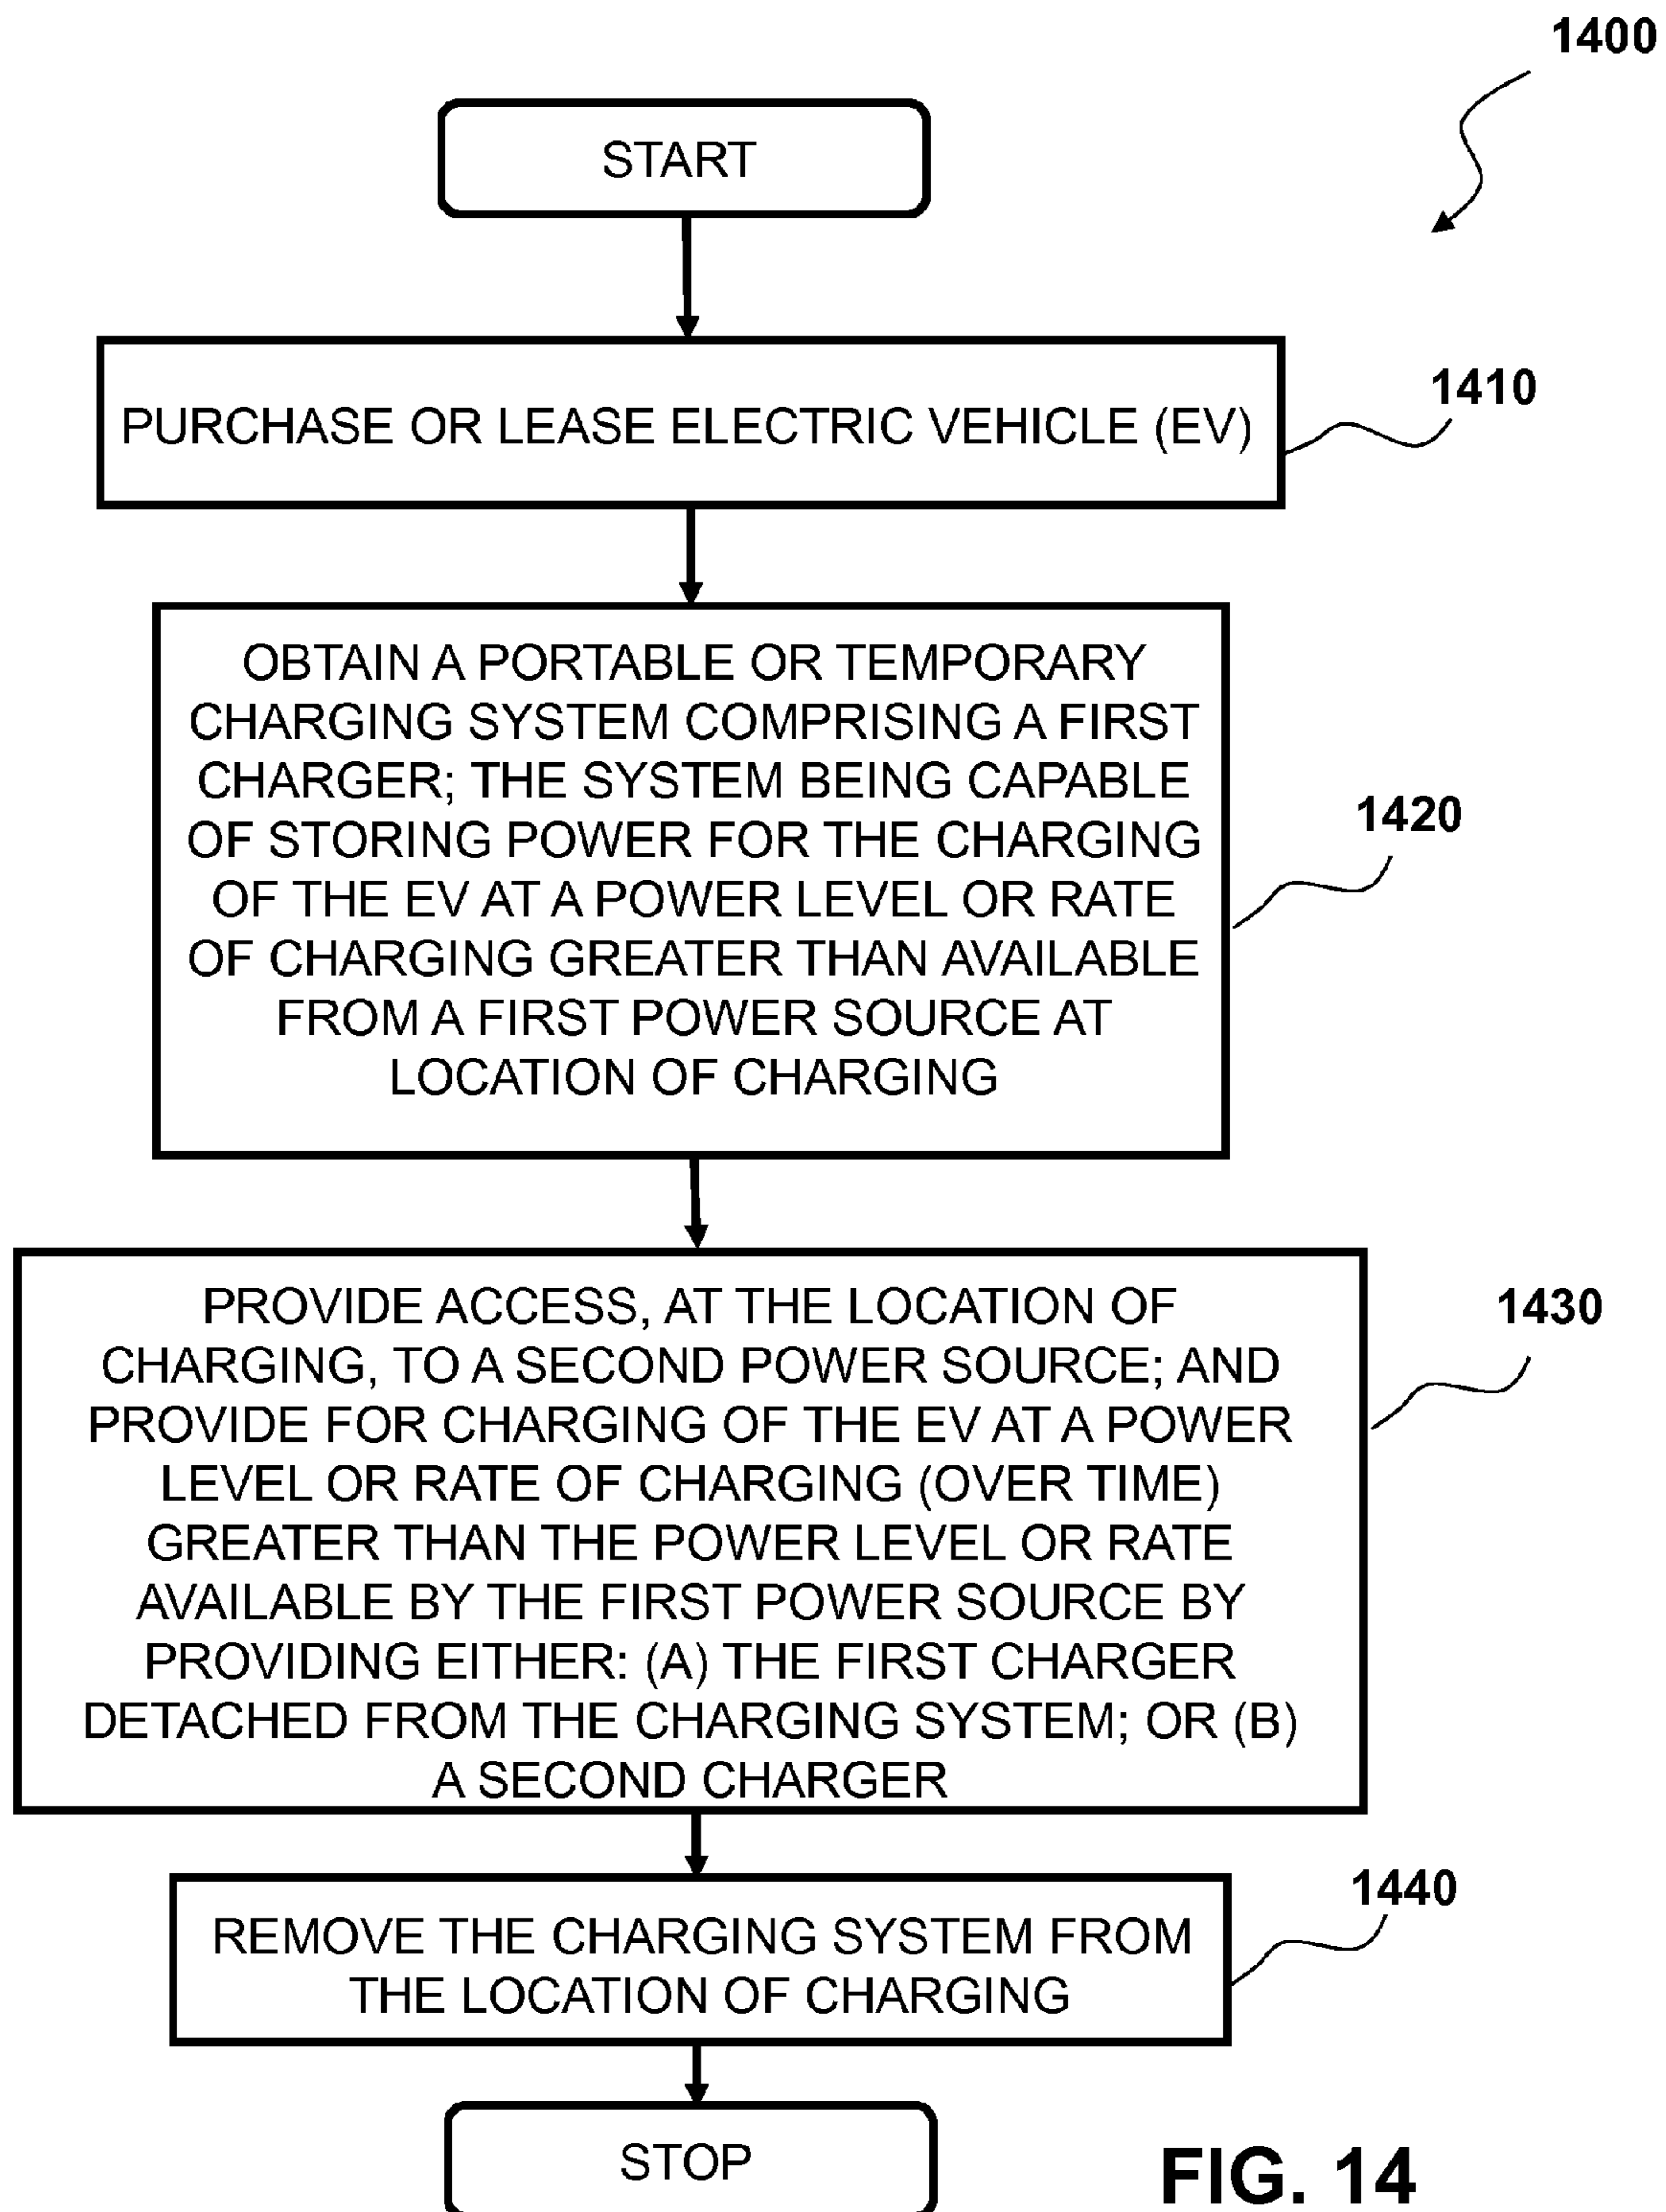 1400
START
PURCHASE OR LEASE ELECTRIC VEHICLE (EV)
1410
OBTAIN A PORTABLE OR TEMPORARY
CHARGING SYSTEM COMPRISING A FIRST
CHARGER; THE SYSTEM BEING CAPABLE
OF STORING POWER FOR THE CHARGING
OF THE EV AT A POWER LEVEL OR RATE
OF CHARGING GREATER THAN AVAILABLE
FROM A FIRST POWER SOURCE AT
LOCATION OF CHARGING
1420
PROVIDE ACCESS, AT THE LOCATION OF
CHARGING, TO A SECOND POWER SOURCE; AND
PROVIDE FOR CHARGING OF THE EV AT A POWER
LEVEL OR RATE OF CHARGING (OVER TIME)
GREATER THAN THE POWER LEVEL OR RATE
AVAILABLE BY THE FIRST POWER SOURCE BY
PROVIDING EITHER: (A) THE FIRST CHARGER
DETACHED FROM THE CHARGING SYSTEM; OR (B)
A SECOND CHARGER
1430
REMOVE THE CHARGING SYSTEM FROM
THE LOCATION OF CHARGING
1440
STOP
FIG. 14